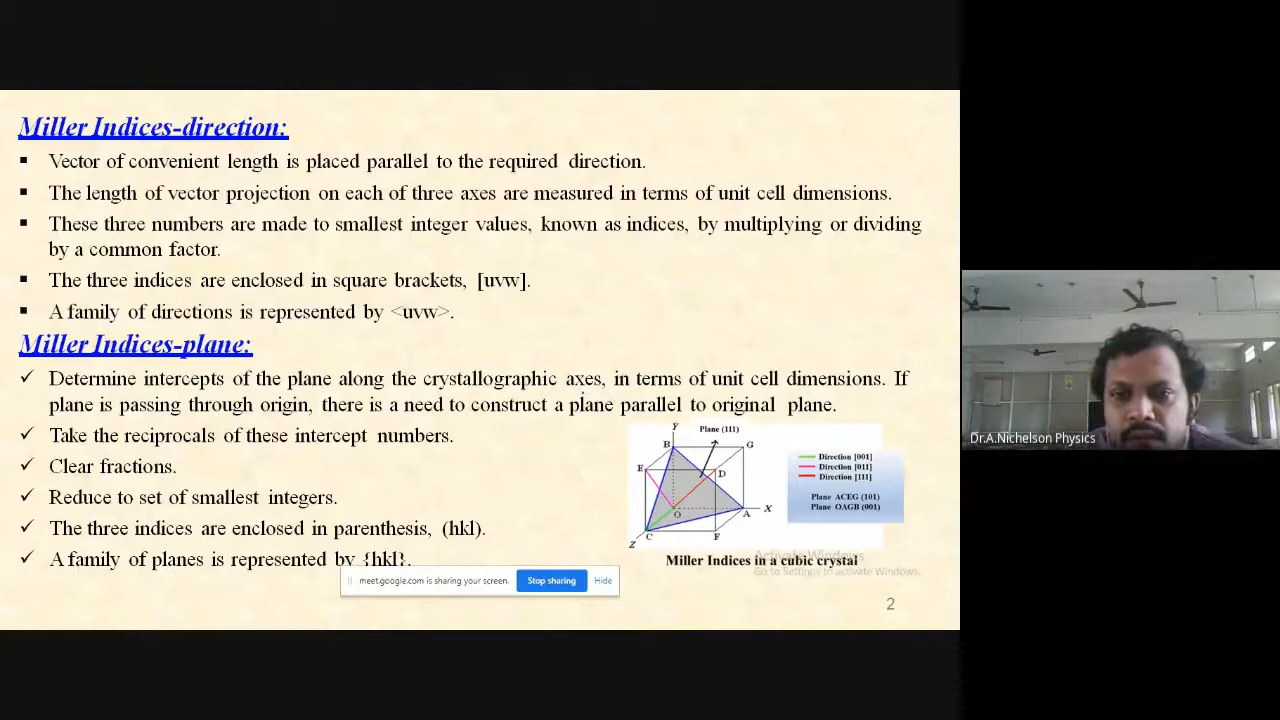 Miller Indices-direction:
▪ Vector of convenient length is placed parallel to the required direction.
▪ The length of vector projection on each of three axes are measured in terms of unit cell dimensions.
▪ These three numbers are made to smallest integer values, known as indices, by multiplying or dividing
by a common factor.
▪ The three indices are enclosed in square brackets, [uvw].
▪ A family of directions is represented by <uvw>.
Miller Indices-plane:
✓ Determine intercepts of the plane along the crystallographic axes, in terms of unit cell dimensions. If
plane is passing through origin, there is a need to construct a plane parallel to original plane.
✓ Take the reciprocals of these intercept numbers.
✓ Clear fractions.
✓ Reduce to set of smallest integers.
✓ The three indices are enclosed in parenthesis, (hkl).
✓ A family of planes is represented by {hkl}.
Y
Plane (111)
B
G
E
D
O
A
X
C
F
Z
Direction [001]
Direction [011]
Direction [111]
Plane ACEG (101)
Plane OAGB (001)
Miller Indices in a cubic crystal
Activate Windows
Go to Settings to activate Windows.
meet.google.com is sharing your screen.
Stop sharing
Hide
2
Dr.A.Nichelson Physics